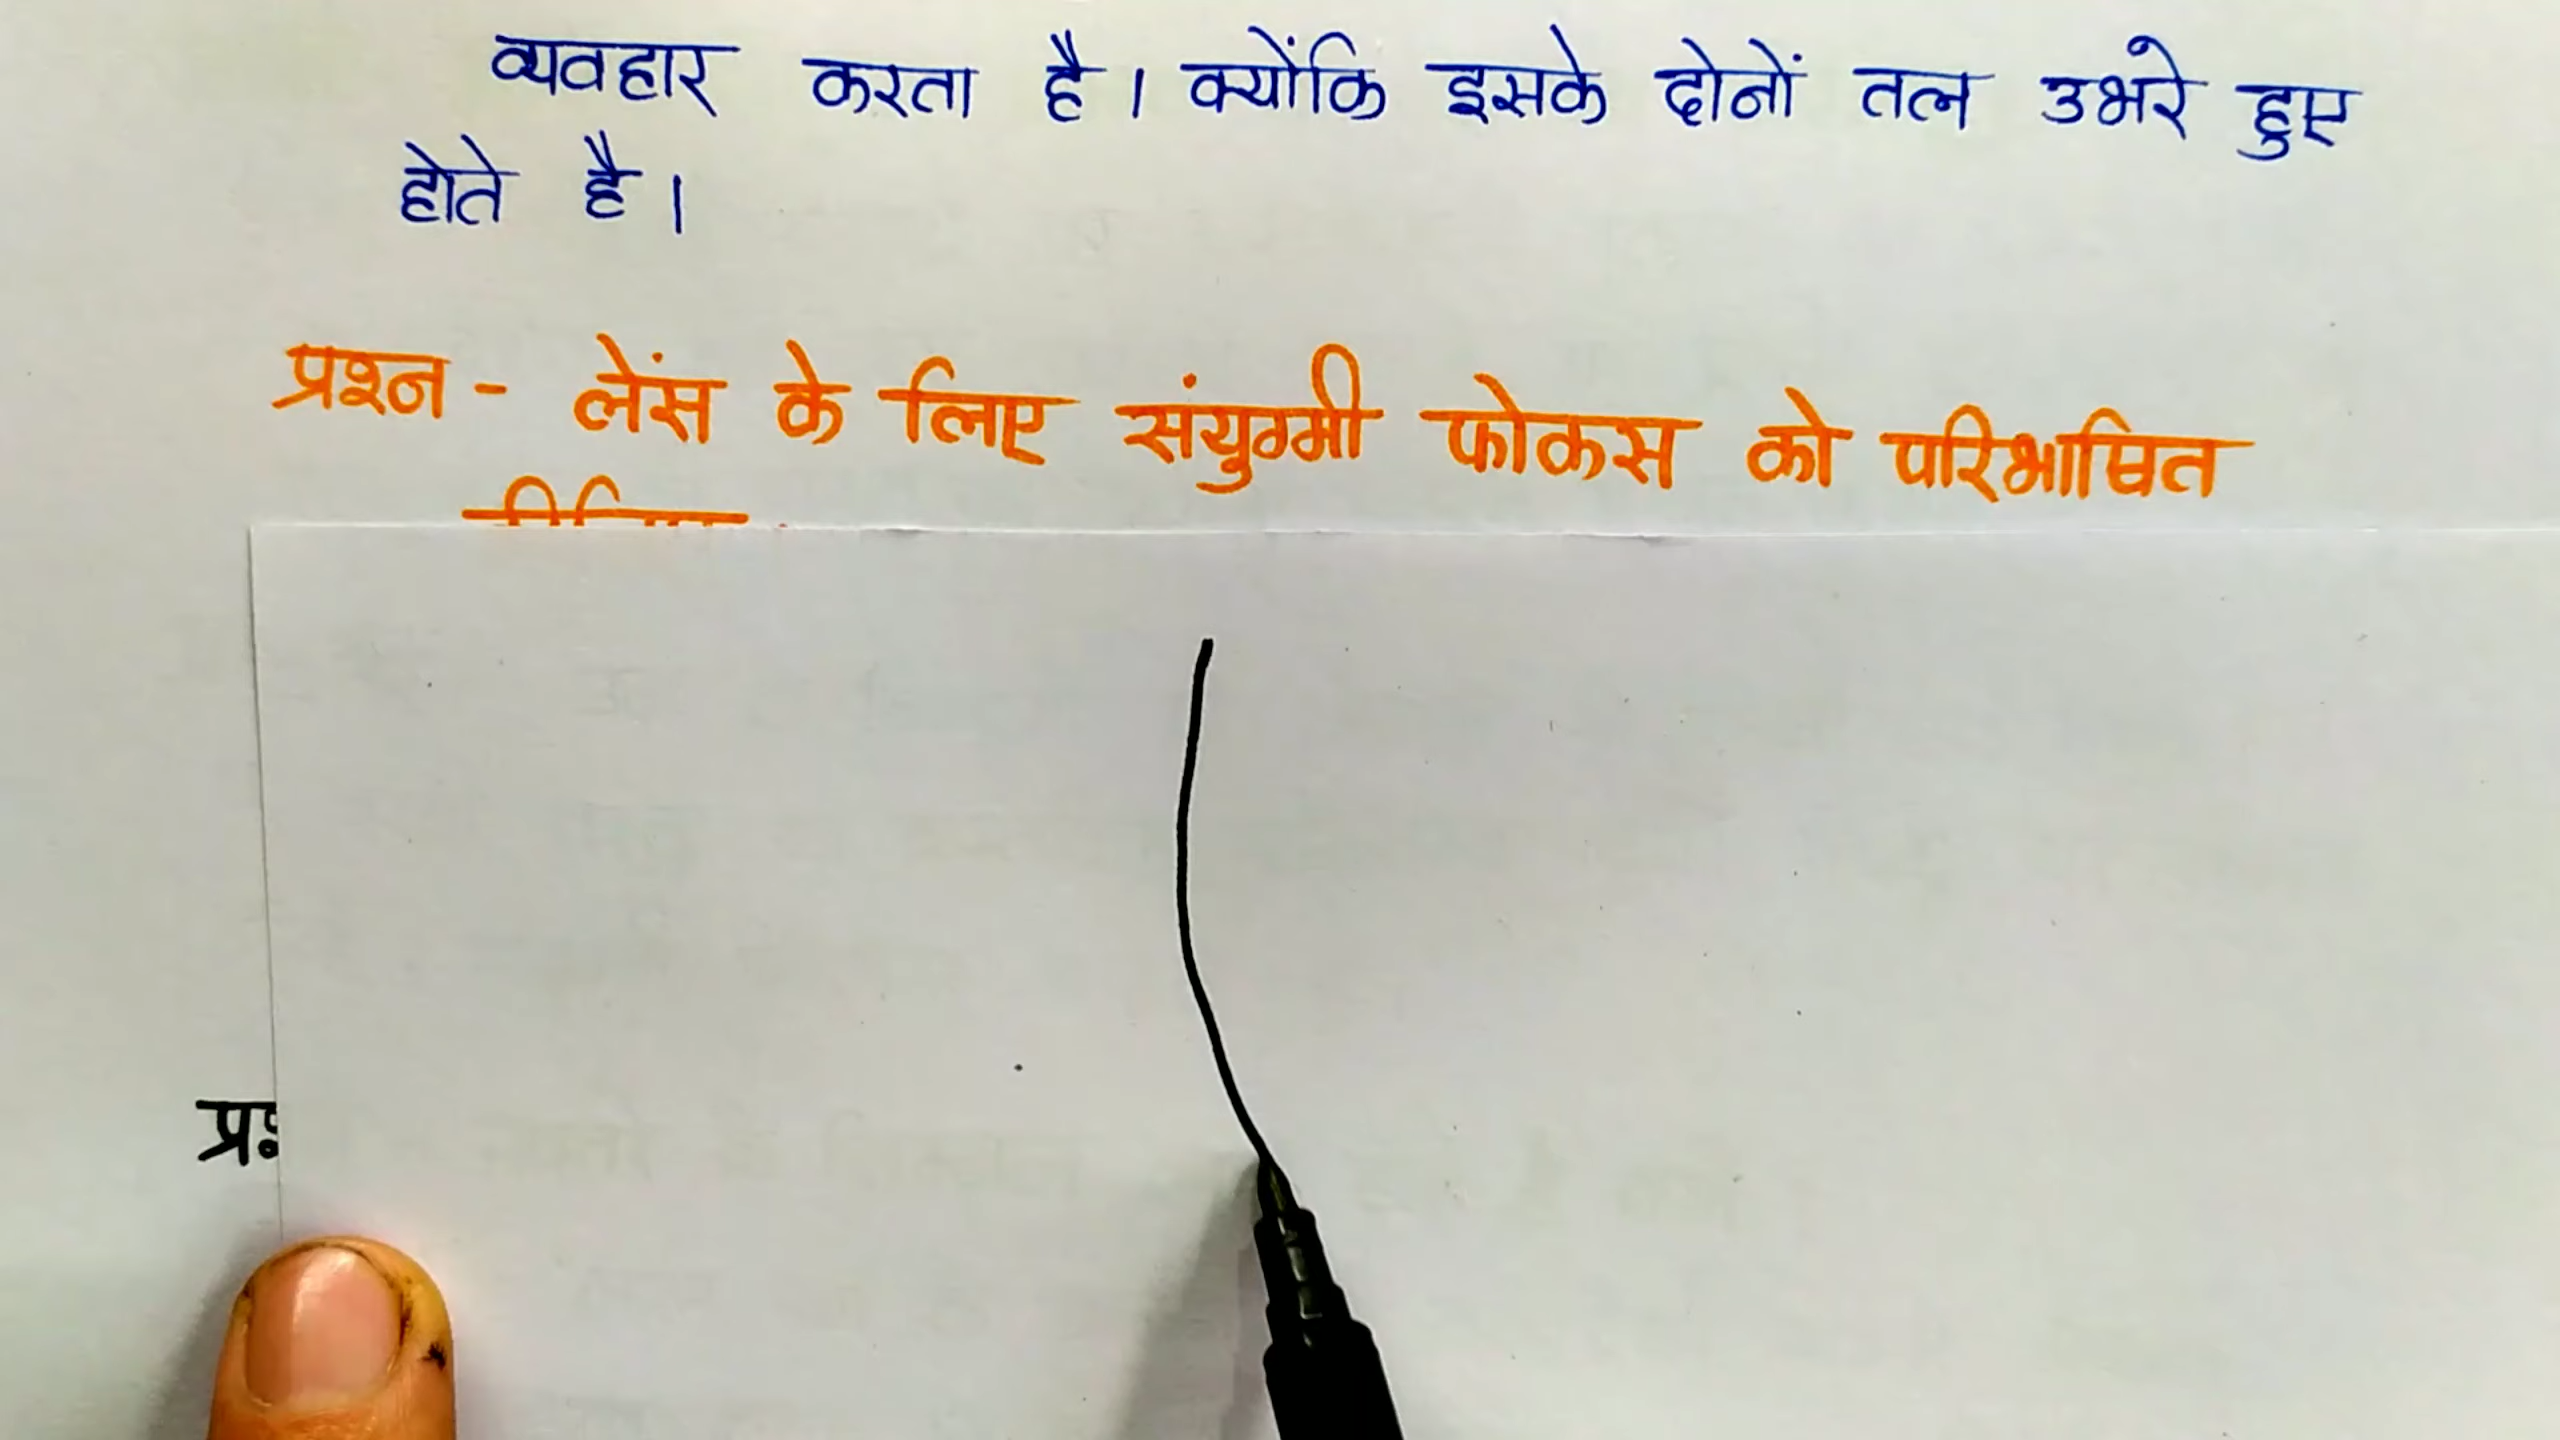 व्यवहार करता है। क्योंकि इसके दोनों तल उभरे हुए
होते है।
प्रश्न - लेंस के लिए संयुग्मी फोकस को परिभाषित